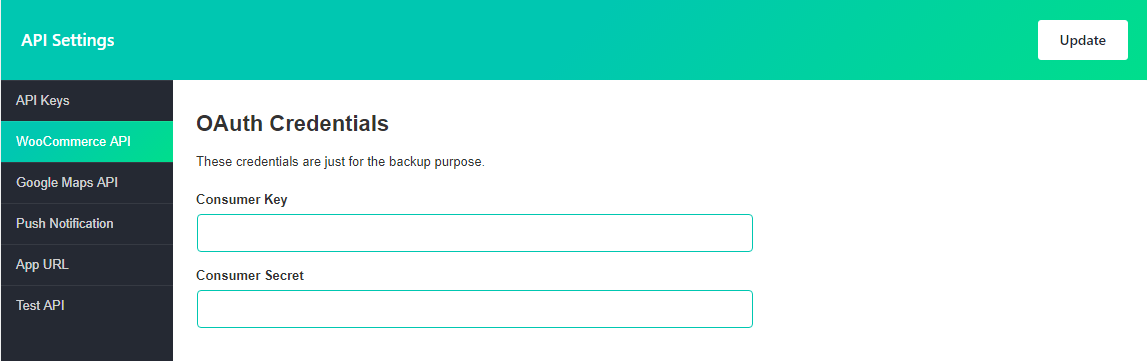 API Settings
Update
API Keys
WooCommerce API
Google Maps API
Push Notification
App URL
Test API
OAuth Credentials
These credentials are just for the backup purpose.
Consumer Key
Consumer Secret